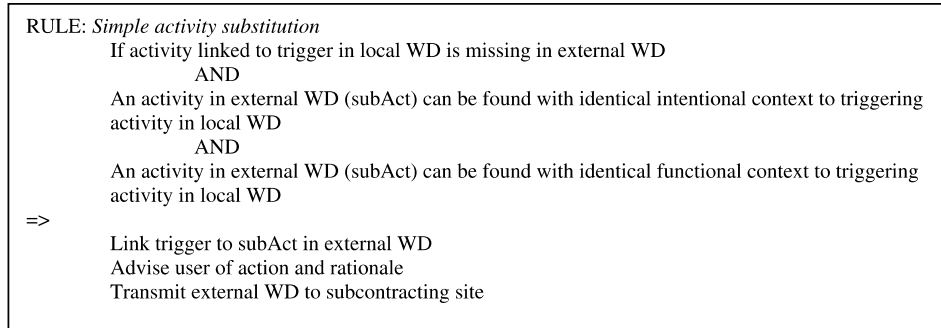 RULE: Simple activity substitution
If activity linked to trigger in local WD is missing in external WD
AND
An activity in external WD (subAct) can be found with identical intentional context to triggering
activity in local WD
AND
An activity in external WD (subAct) can be found with identical functional context to triggering
activity in local WD
=>
Link trigger to subAct in external WD
Advise user of action and rationale
Transmit external WD to subcontracting site